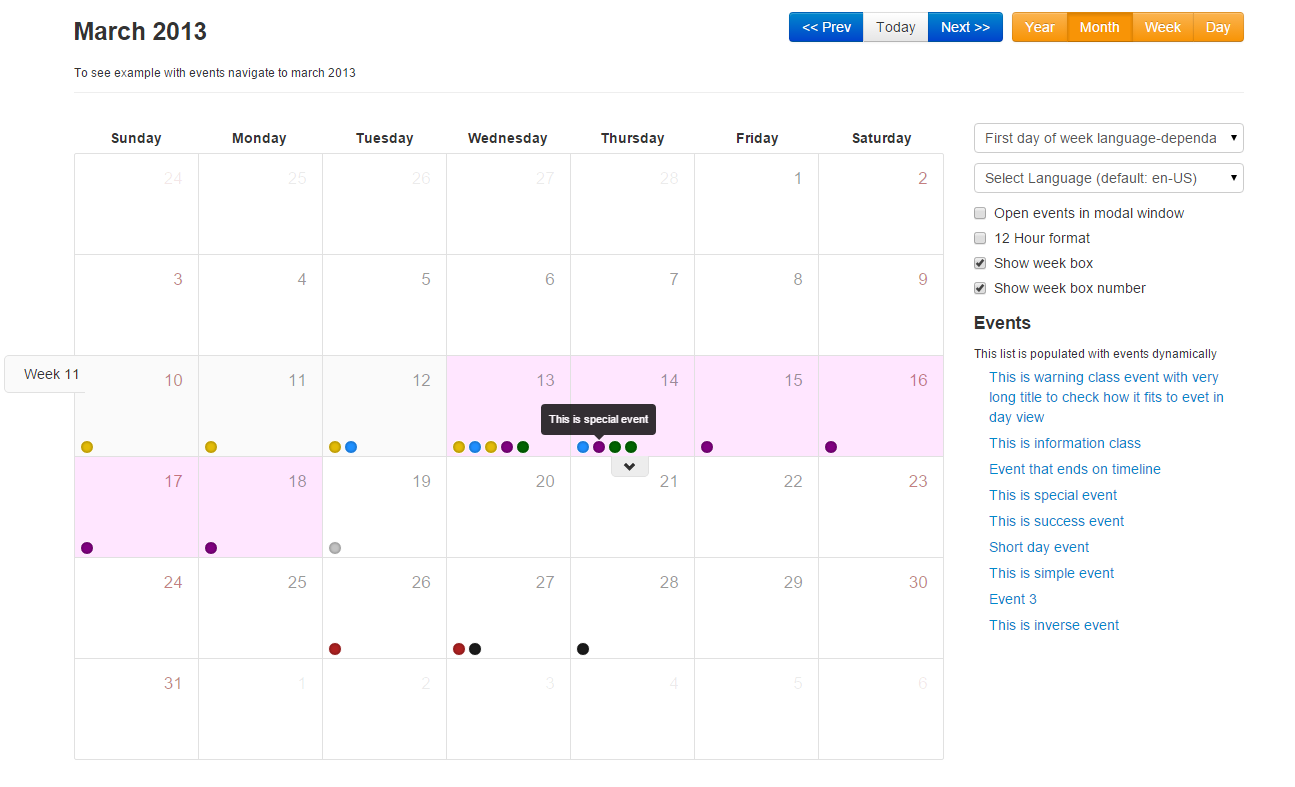 March 2013
<< Prev Today Next >> Year Month Week Day
To see example with events navigate to march 2013
Sunday Monday Tuesday Wednesday Thursday Friday Saturday
24 25 26 27 28 1 2
3 4 5 6 7 8 9
Week 11
10 11 12 13 14 15 16
This is special event
17 18 19 20 21 22 23
24 25 26 27 28 29 30
31 1 2 3 4 5 6
First day of week language-dependa
Select Language (default: en-US)
Open events in modal window
12 Hour format
Show week box
Show week box number
Events
This list is populated with events dynamically
This is warning class event with very
long title to check how it fits to evet in
day view
This is information class
Event that ends on timeline
This is special event
This is success event
Short day event
This is simple event
Event 3
This is inverse event